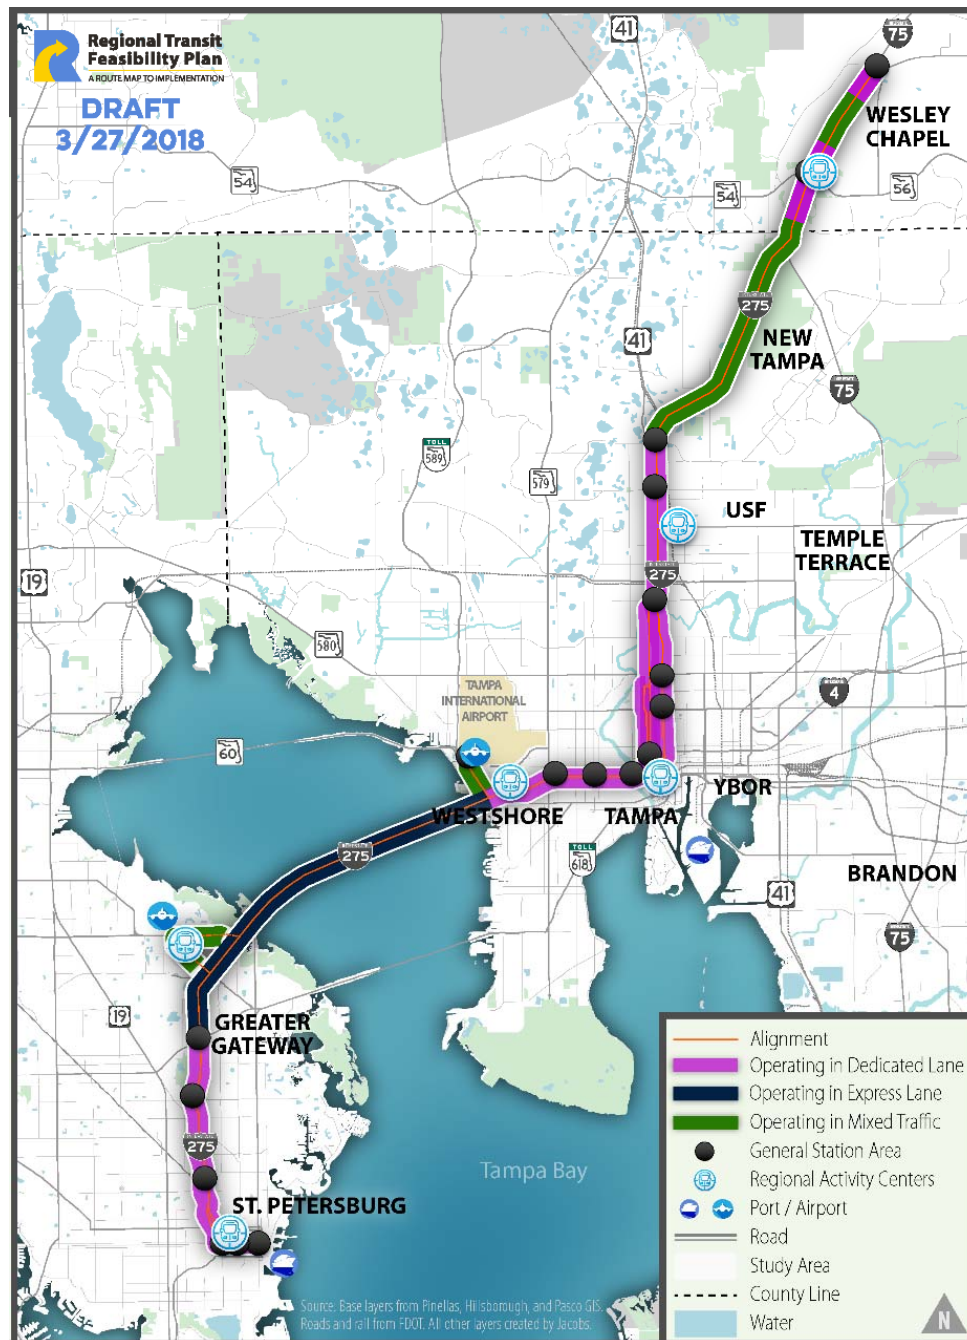 Regional Transit
Feasibility Plan
A ROUTE MAP TO IMPLEMENTATION
DRAFT
3/27/2018
41
75
WESLEY
CHAPEL
54
54
56
275
41
NEW
TAMPA
75
TOLL
589
579
USF
TEMPLE
TERRACE
19
275
580
TAMPA
INTERNATIONAL
AIRPORT
4
60
YBOR
WESTSHORE
TAMPA
275
TOLL
618
BRANDON
41
75
19
GREATER
GATEWAY
275
ST. PETERSBURG
Tampa Bay
Alignment
Operating in Dedicated Lane
Operating in Express Lane
Operating in Mixed Traffic
General Station Area
Regional Activity Centers
Port / Airport
Road
Study Area
County Line
Water
N
Source: Base layers from Pinellas, Hillsborough, and Pasco GIS.
Roads and rail from FDOT. All other layers created by Jacobs.